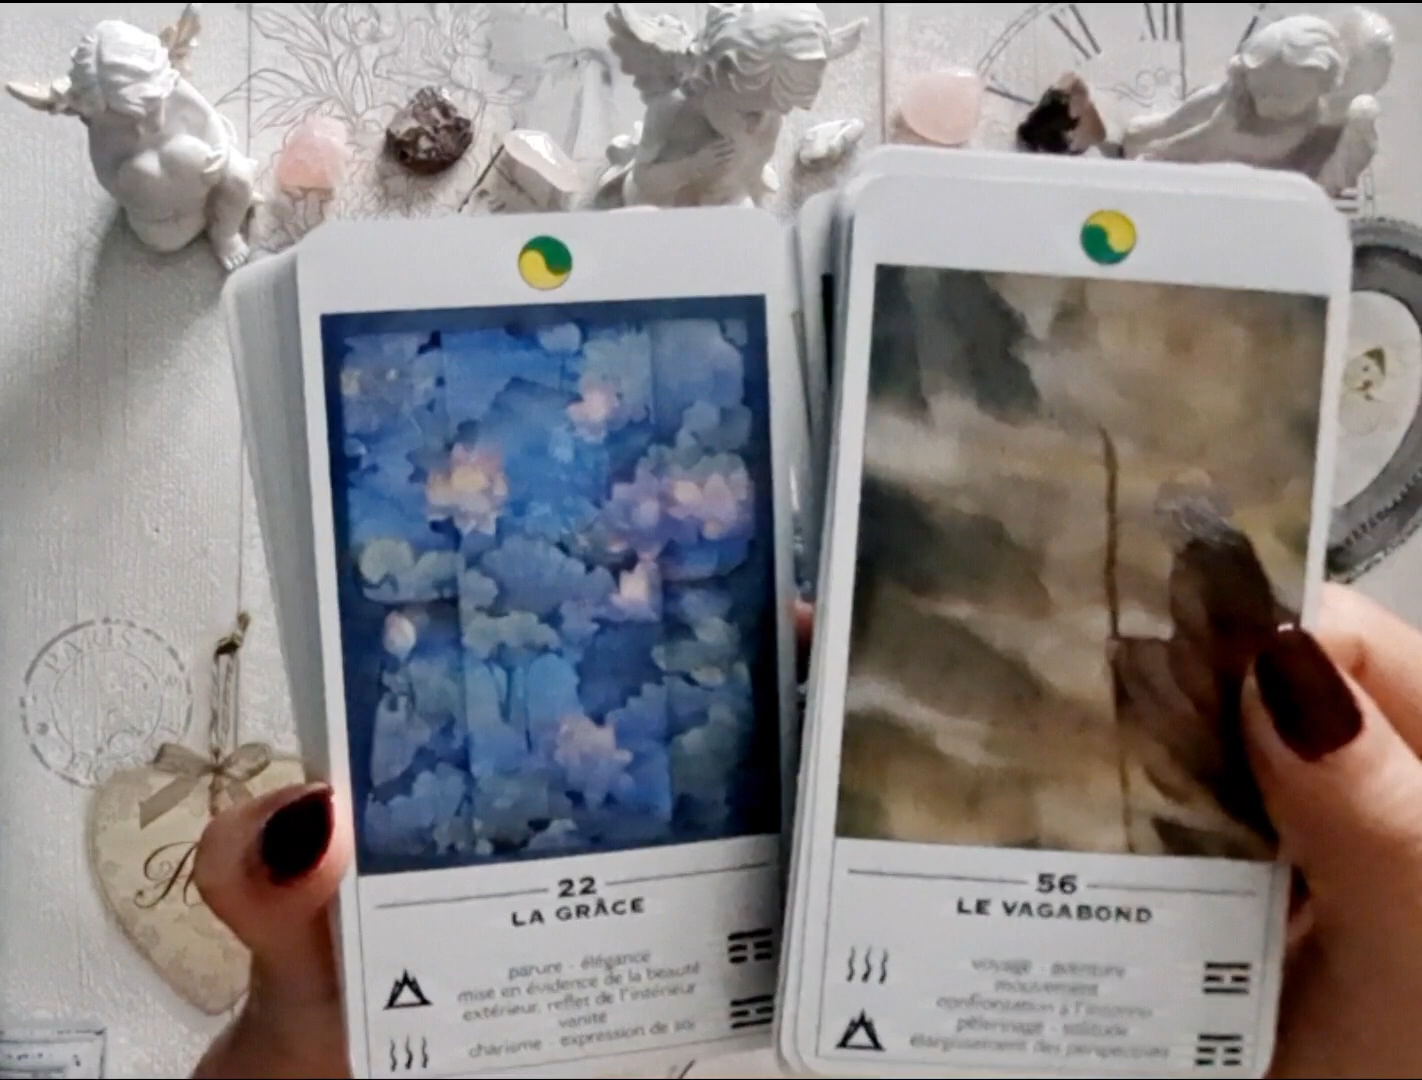 PARIS
22
LA GRÂCE
parure - élégance
mise en évidence de la beauté
extérieur, reflet de l'intérieur
vanité
charisme - expression de soi
56
LE VAGABOND
voyage - aventure
mouvement
confrontation à l'inconnu
pèlerinage - solitude
élargissement des perspectives